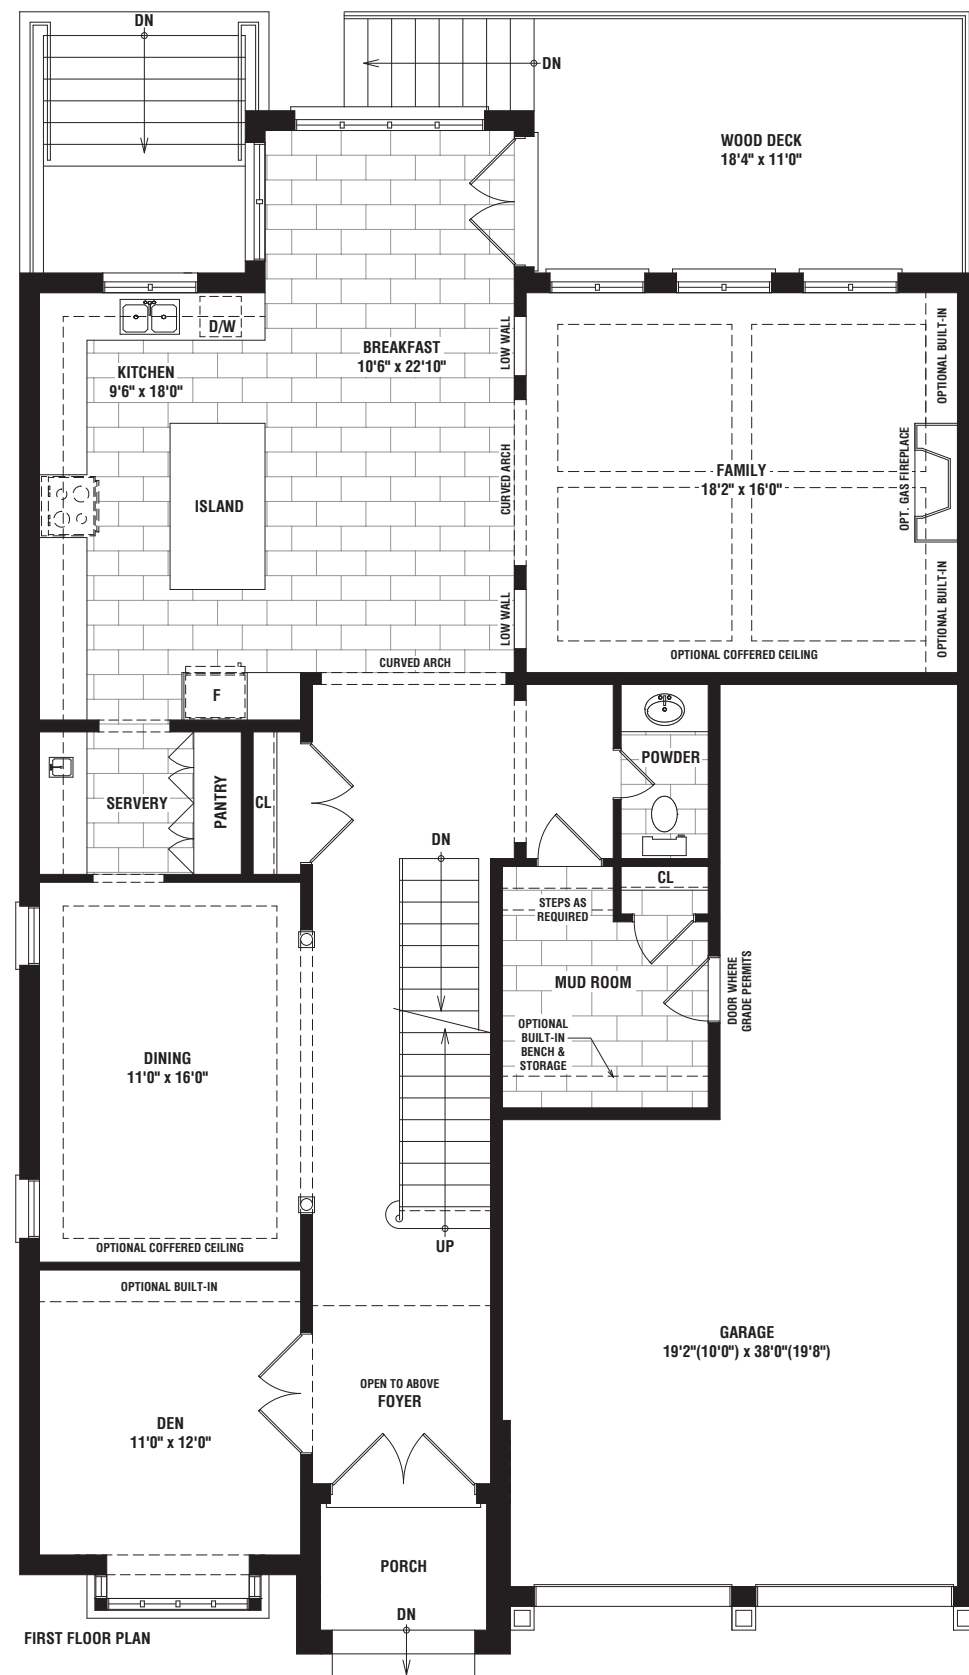 DN
DN
WOOD DECK
18'4" x 11'0"
D/W
BREAKFAST
10'6" x 22'10"
LOW WALL
OPTIONAL BUILT-IN
KITCHEN
9'6" x 18'0"
ISLAND
CURVED ARCH
FAMILY
18'2" x 16'0"
OPT. GAS FIREPLACE
LOW WALL
OPTIONAL BUILT-IN
CURVED ARCH
OPTIONAL COFFERED CEILING
F
POWDER
SERVERY
PANTRY
CL
DN
CL
STEPS AS
REQUIRED
MUD ROOM
DOOR WHERE
GRADE PERMITS
OPTIONAL
BUILT-IN
BENCH &
STORAGE
DINING
11'0" x 16'0"
OPTIONAL COFFERED CEILING
UP
OPTIONAL BUILT-IN
GARAGE
19'2"(10'0") x 38'0"(19'8")
OPEN TO ABOVE
FOYER
DEN
11'0" x 12'0"
PORCH
DN
FIRST FLOOR PLAN